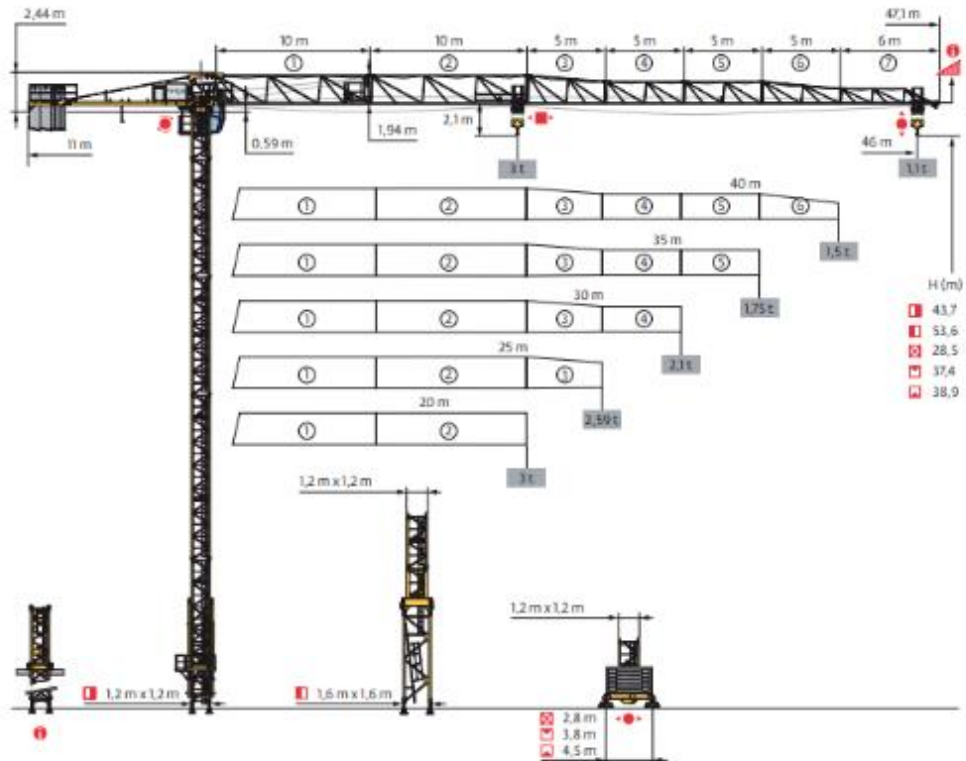 2,44 m
47,1 m
10 m 10 m 5 m 5 m 5 m 5 m 6 m
① ② ③ ④ ⑤ ⑥ ⑦
11 m
0,59 m
1,94 m
2,1 m
46 m
3 t
1,1 t
40 m
① ② ③ ④ ⑤ ⑥
1,5 t
35 m
① ② ③ ④ ⑤
1,75 t
30 m
① ② ③ ④
2,1 t
25 m
① ② ③
2,59 t
20 m
① ②
3 t
H (m)
43,7
53,6
28,5
37,4
38,9
1,2 m x 1,2 m
1,2 m x 1,2 m
1,2 m x 1,2 m
1,6 m x 1,6 m
2,8 m
3,8 m
4,5 m